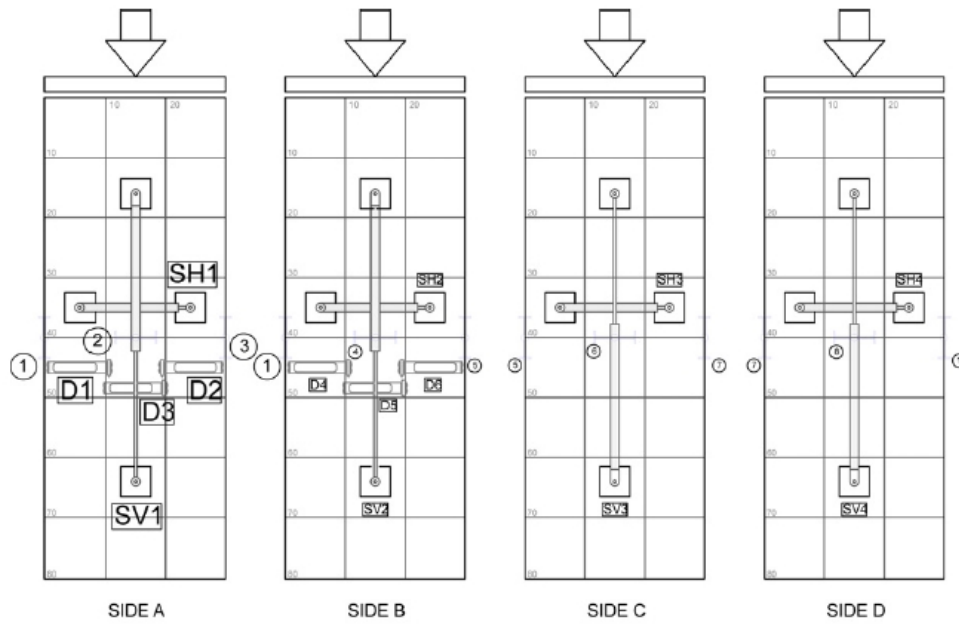 10 20 10 20 10 20 10 20
10 10 10 10
20 20 20 20
30 30 30 30
SH1 SH2 SH3 SH4
40 40 40 40
2 3 4 6 8
1 1 5 5 7 7 1
D1 D2 D4 D6
50 50 50 50
D3 D5
60 60 60 60
SV1 SV2 SV3 SV4
70 70 70 70
80 80 80 80
SIDE A SIDE B SIDE C SIDE D